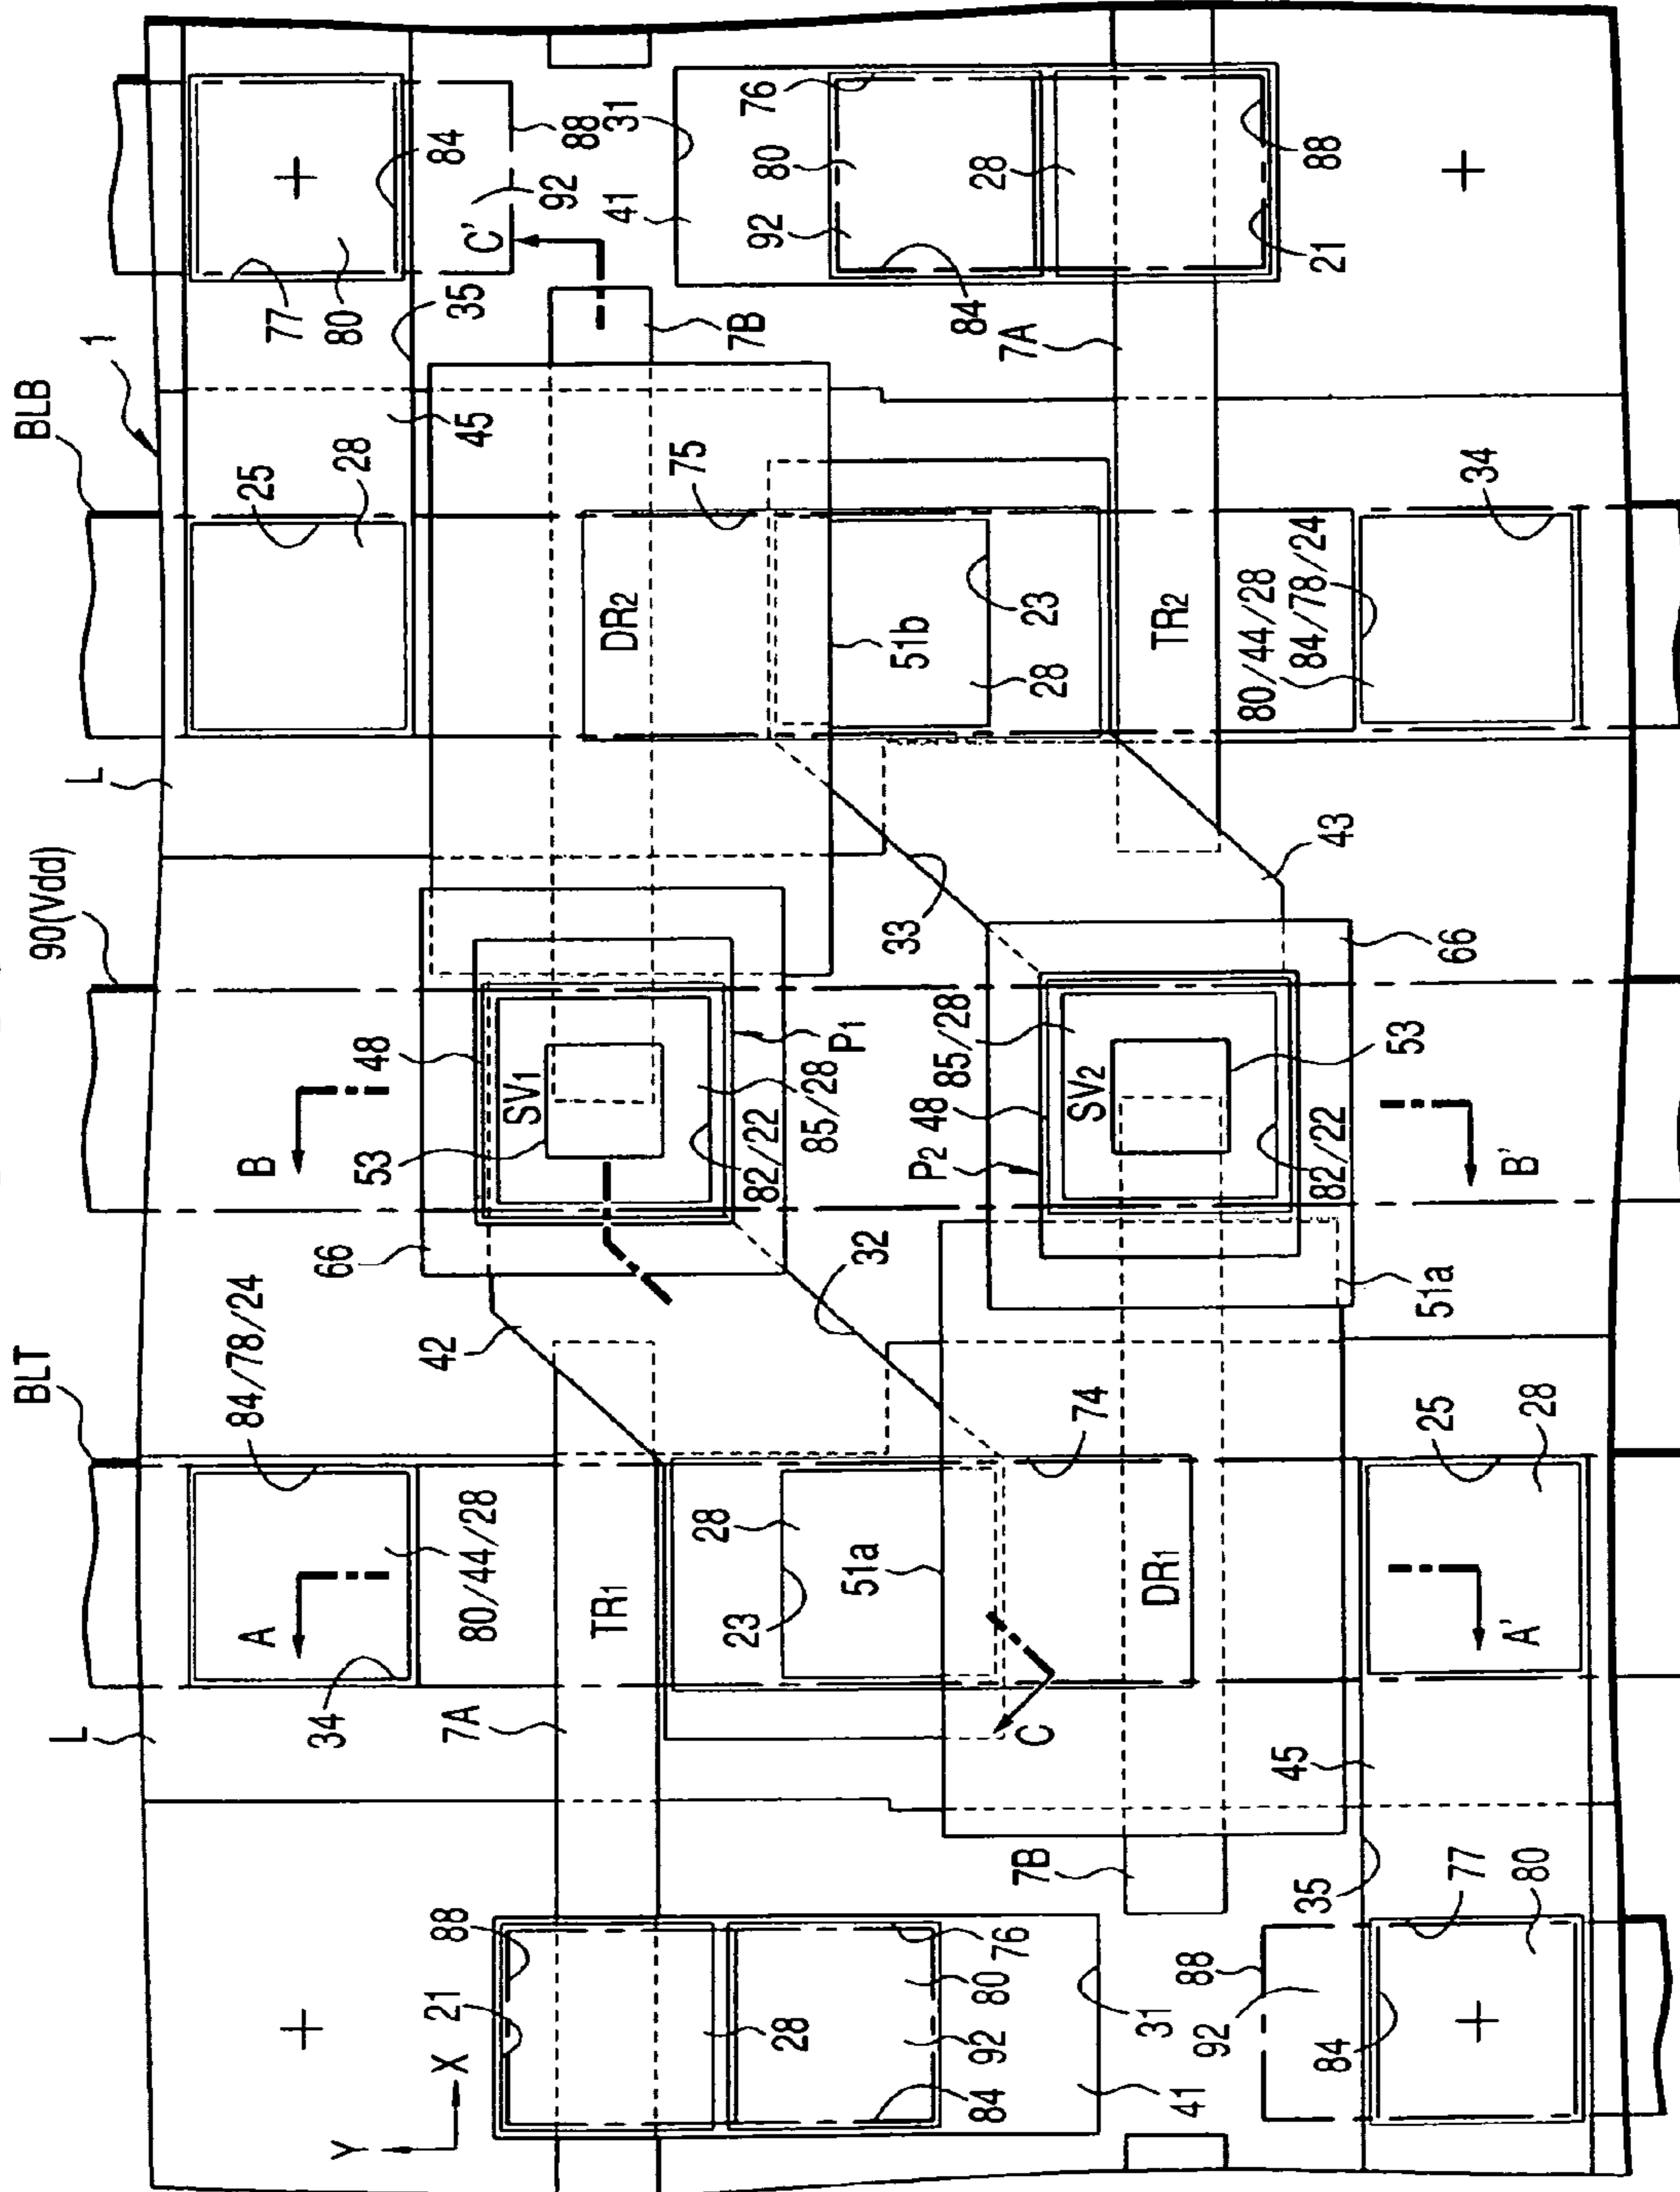 BLT
90(Vdd)
BLB
L
L
1
A
84/78/24
B
25
77
34
66
28
80
Y
53
48
X
21
42
35
84
88
7A
80/44/28
45
C'
SV1
92
88
TR1
DR2
41
31
28
75
23
82/22
7B
92
80
76
28
85/28
P1
51a
32
33
51b
P2
48
84
28
84
92
80
76
C
85/28
28
23
7A
SV2
74
7B
31
DR1
TR2
41
92
88
80/44/28
84/78/24
45
35
82/22
43
21
88
84
53
25
51a
66
77
34
A'
B'
80
28